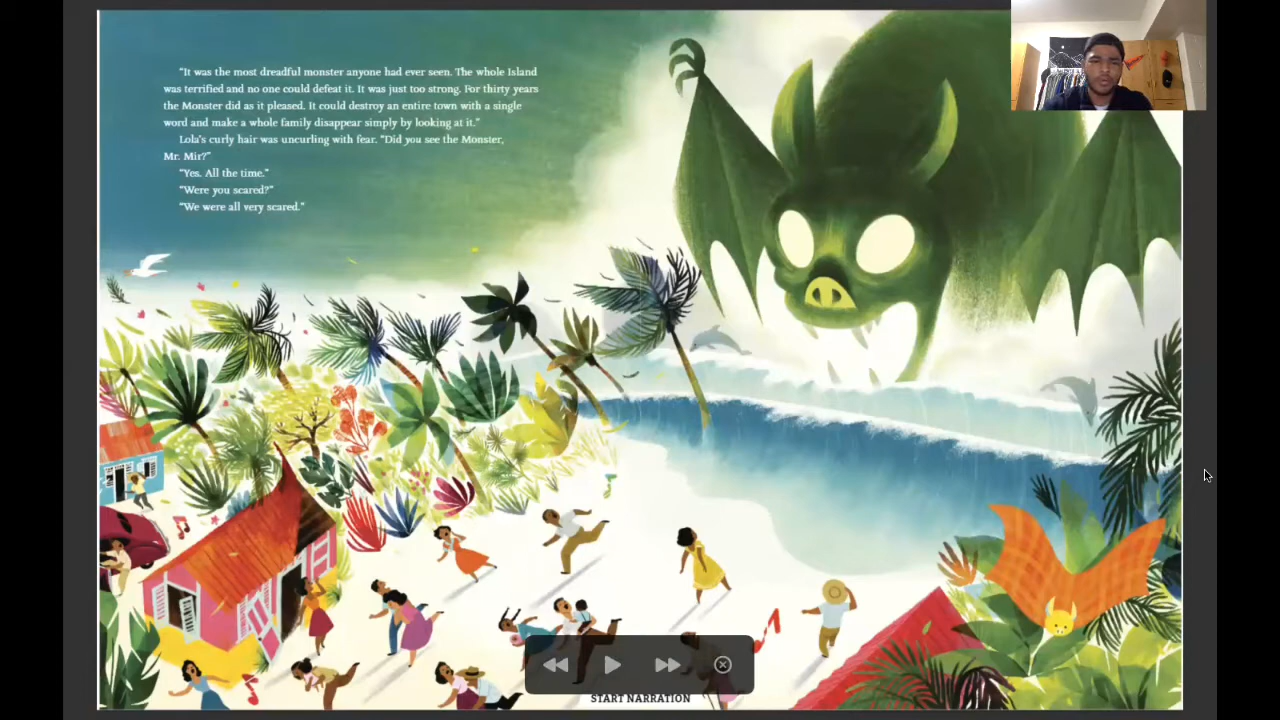 "It was the most dreadful monster anyone had ever seen. The whole Island
was terrified and no one could defeat it. It was just too strong. For thirty years
the Monster did as it pleased. It could destroy an entire town with a single
word and make a whole family disappear simply by looking at it."
Lola's curly hair was uncurling with fear. "Did you see the Monster,
Mr. Mir?"
"Yes. All the time."
"Were you scared?"
"We were all very scared."
START NARRATION